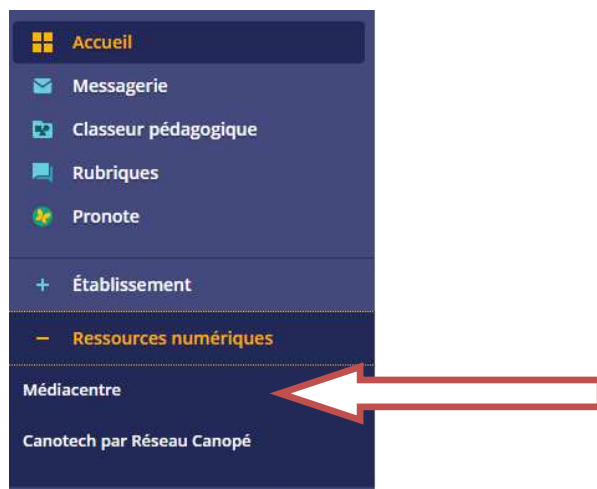 Accueil
Messagerie
Classeur pédagogique
Rubriques
Pronote
+ Établissement
– Ressources numériques
Médiacentre
Canotech par Réseau Canopé